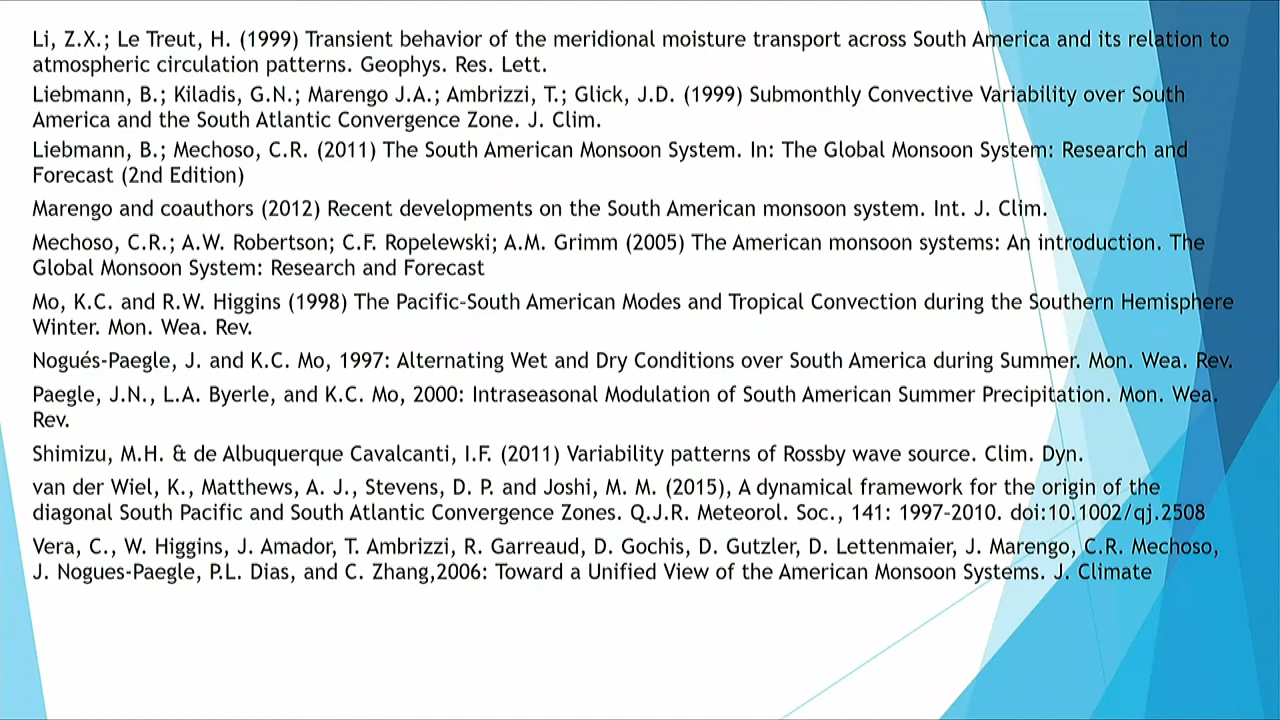 Li, Z.X.; Le Treut, H. (1999) Transient behavior of the meridional moisture transport across South America and its relation to
atmospheric circulation patterns. Geophys. Res. Lett.
Liebmann, B.; Kiladis, G.N.; Marengo J.A.; Ambrizzi, T.; Glick, J.D. (1999) Submonthly Convective Variability over South
America and the South Atlantic Convergence Zone. J. Clim.
Liebmann, B.; Mechoso, C.R. (2011) The South American Monsoon System. In: The Global Monsoon System: Research and
Forecast (2nd Edition)
Marengo and coauthors (2012) Recent developments on the South American monsoon system. Int. J. Clim.
Mechoso, C.R.; A.W. Robertson; C.F. Ropelewski; A.M. Grimm (2005) The American monsoon systems: An introduction. The
Global Monsoon System: Research and Forecast
Mo, K.C. and R.W. Higgins (1998) The Pacific-South American Modes and Tropical Convection during the Southern Hemisphere
Winter. Mon. Wea. Rev.
Nogués-Paegle, J. and K.C. Mo, 1997: Alternating Wet and Dry Conditions over South America during Summer. Mon. Wea. Rev.
Paegle, J.N., L.A. Byerle, and K.C. Mo, 2000: Intraseasonal Modulation of South American Summer Precipitation. Mon. Wea.
Rev.
Shimizu, M.H. & de Albuquerque Cavalcanti, I.F. (2011) Variability patterns of Rossby wave source. Clim. Dyn.
van der Wiel, K., Matthews, A. J., Stevens, D. P. and Joshi, M. M. (2015), A dynamical framework for the origin of the
diagonal South Pacific and South Atlantic Convergence Zones. Q.J.R. Meteorol. Soc., 141: 1997-2010. doi:10.1002/qj.2508
Vera, C., W. Higgins, J. Amador, T. Ambrizzi, R. Garreaud, D. Gochis, D. Gutzler, D. Lettenmaier, J. Marengo, C.R. Mechoso,
J. Nogues-Paegle, P.L. Dias, and C. Zhang,2006: Toward a Unified View of the American Monsoon Systems. J. Climate